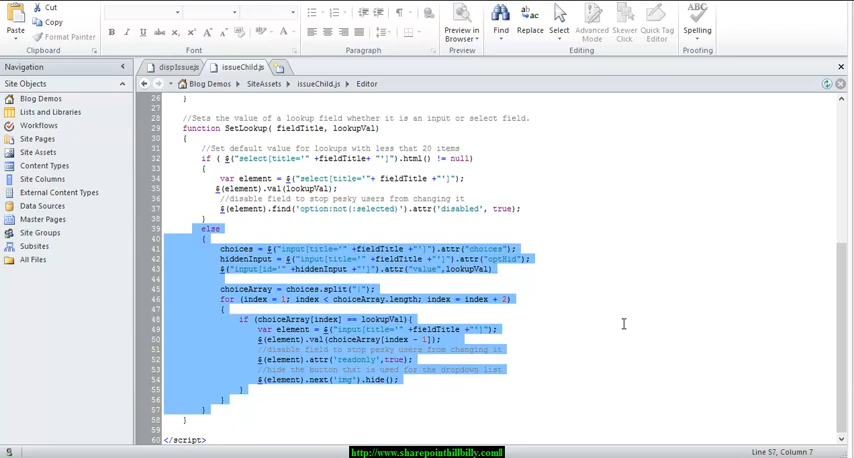 Cut
Copy
Format Painter
Paste
Clipboard
Font
Paragraph
Preview in Browser
Preview
Find
Replace
Select
Advanced Mode
Skewer Click
Quick Tag Editor
Editing
Spelling
Proofing
Navigation
dispIssue.js
issueChild.js
Site Objects
Blog Demos
SiteAssets
issueChild.js
Editor
Blog Demos
Lists and Libraries
Workflows
Site Pages
Site Assets
Content Types
Site Columns
External Content Types
Data Sources
Master Pages
Site Groups
Subsites
All Files
26 }
27
28 //Sets the value of a lookup field whether it is an input or select field.
29 function SetLookup( fieldTitle, lookupVal)
30 {
31 //Set default value for lookups with less that 20 items
32 if ( $("select[title='" +fieldTitle+ "']").html() != null)
33 {
34 var element = $("select[title='"+ fieldTitle +"']");
35 $(element).val(lookupVal);
36 //disable field to stop pesky users from changing it
37 $(element).find('option:not(:selected)').attr('disabled', true);
38 }
39 else
40 {
41 choices = $("input[title='" +fieldTitle +"']").attr("choices");
42 hiddenInput = $("input[title='" +fieldTitle +"']").attr("optHid");
43 $("input[id='" +hiddenInput +"']").attr("value",lookupVal)
44
45 choiceArray = choices.split("|");
46 for (index = 1; index < choiceArray.length; index = index + 2)
47 {
48 if (choiceArray[index] == lookupVal){
49 var element = $("input[title='" +fieldTitle +"']");
50 $(element).val(choiceArray[index - 1]);
51 //disable field to stop pesky users from changing it
52 $(element).attr('readonly',true);
53 //hide the button that is used for the dropdown list
54 $(element).next('img').hide();
55 }
56 }
57 }
58 }
59
60 </script>
http://www.sharepointhillbilly.com/
Line 57, Column 7